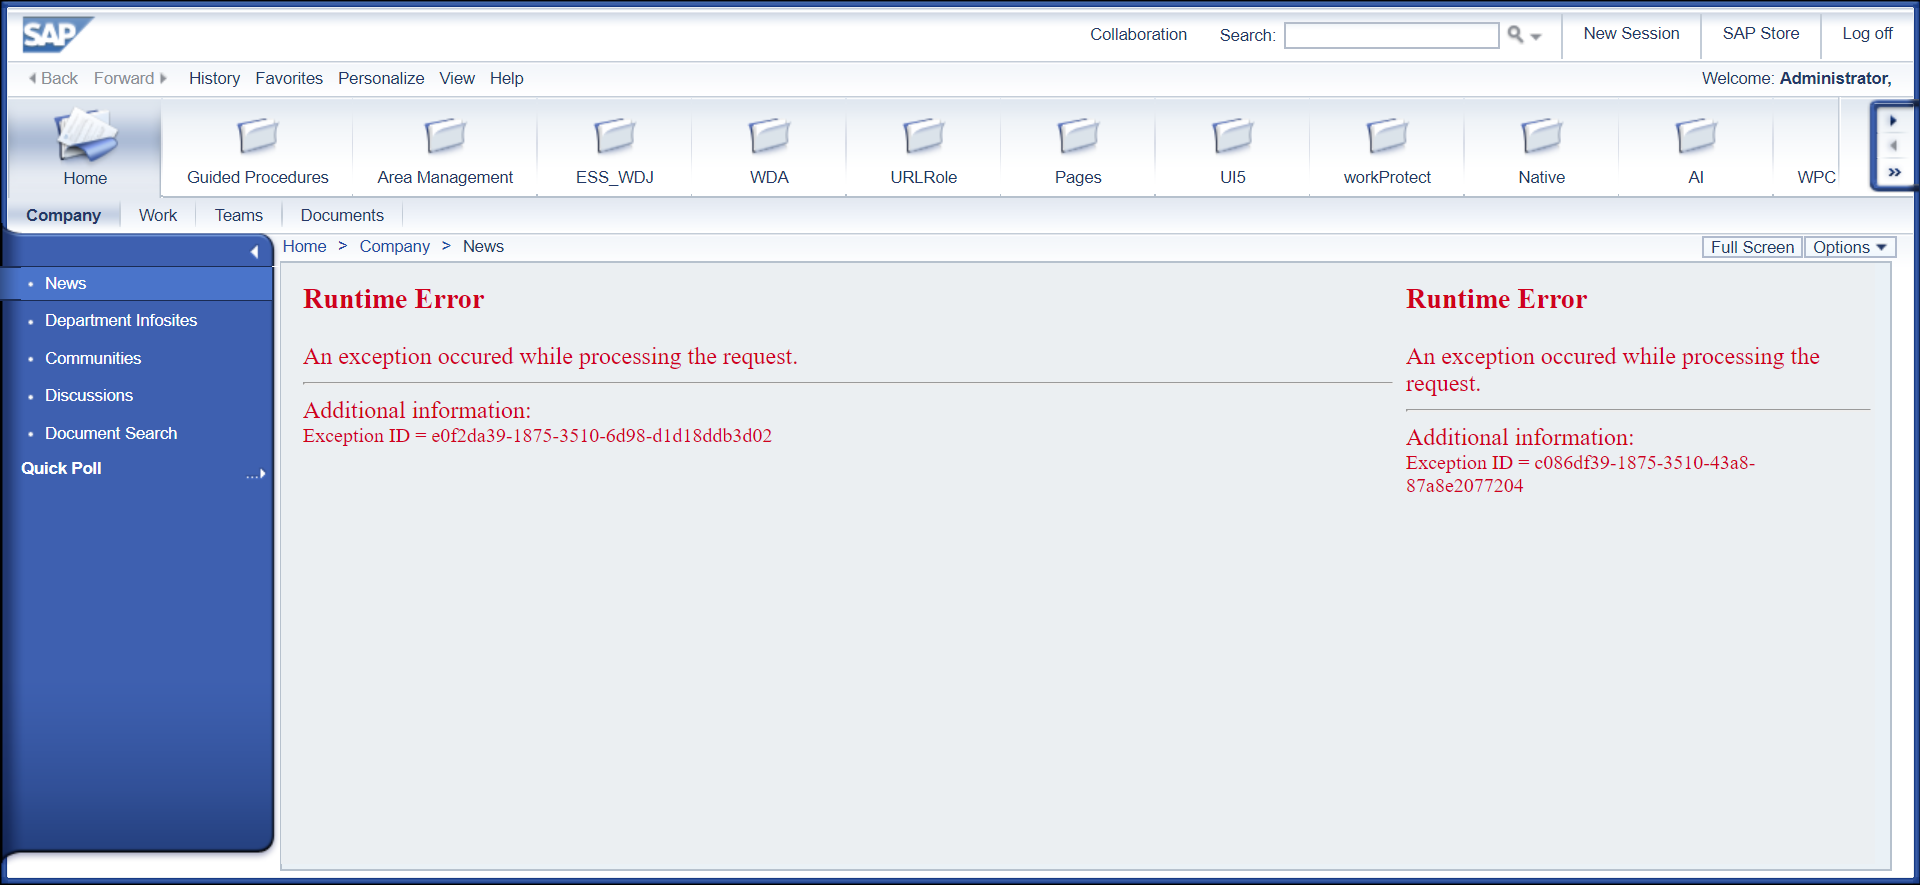 SAP
Collaboration Search: New Session SAP Store Log off
Back Forward History Favorites Personalize View Help Welcome: Administrator,
Home Guided Procedures Area Management ESS_WDJ WDA URLRole Pages UI5 workProtect Native AI WPC
Company Work Teams Documents
Home > Company > News Full Screen Options
News
Department Infosites
Communities
Discussions
Document Search
Quick Poll
...
Runtime Error
An exception occured while processing the request.
Additional information:
Exception ID = e0f2da39-1875-3510-6d98-d1d18ddb3d02
Runtime Error
An exception occured while processing the
request.
Additional information:
Exception ID = c086df39-1875-3510-43a8-
87a8e2077204